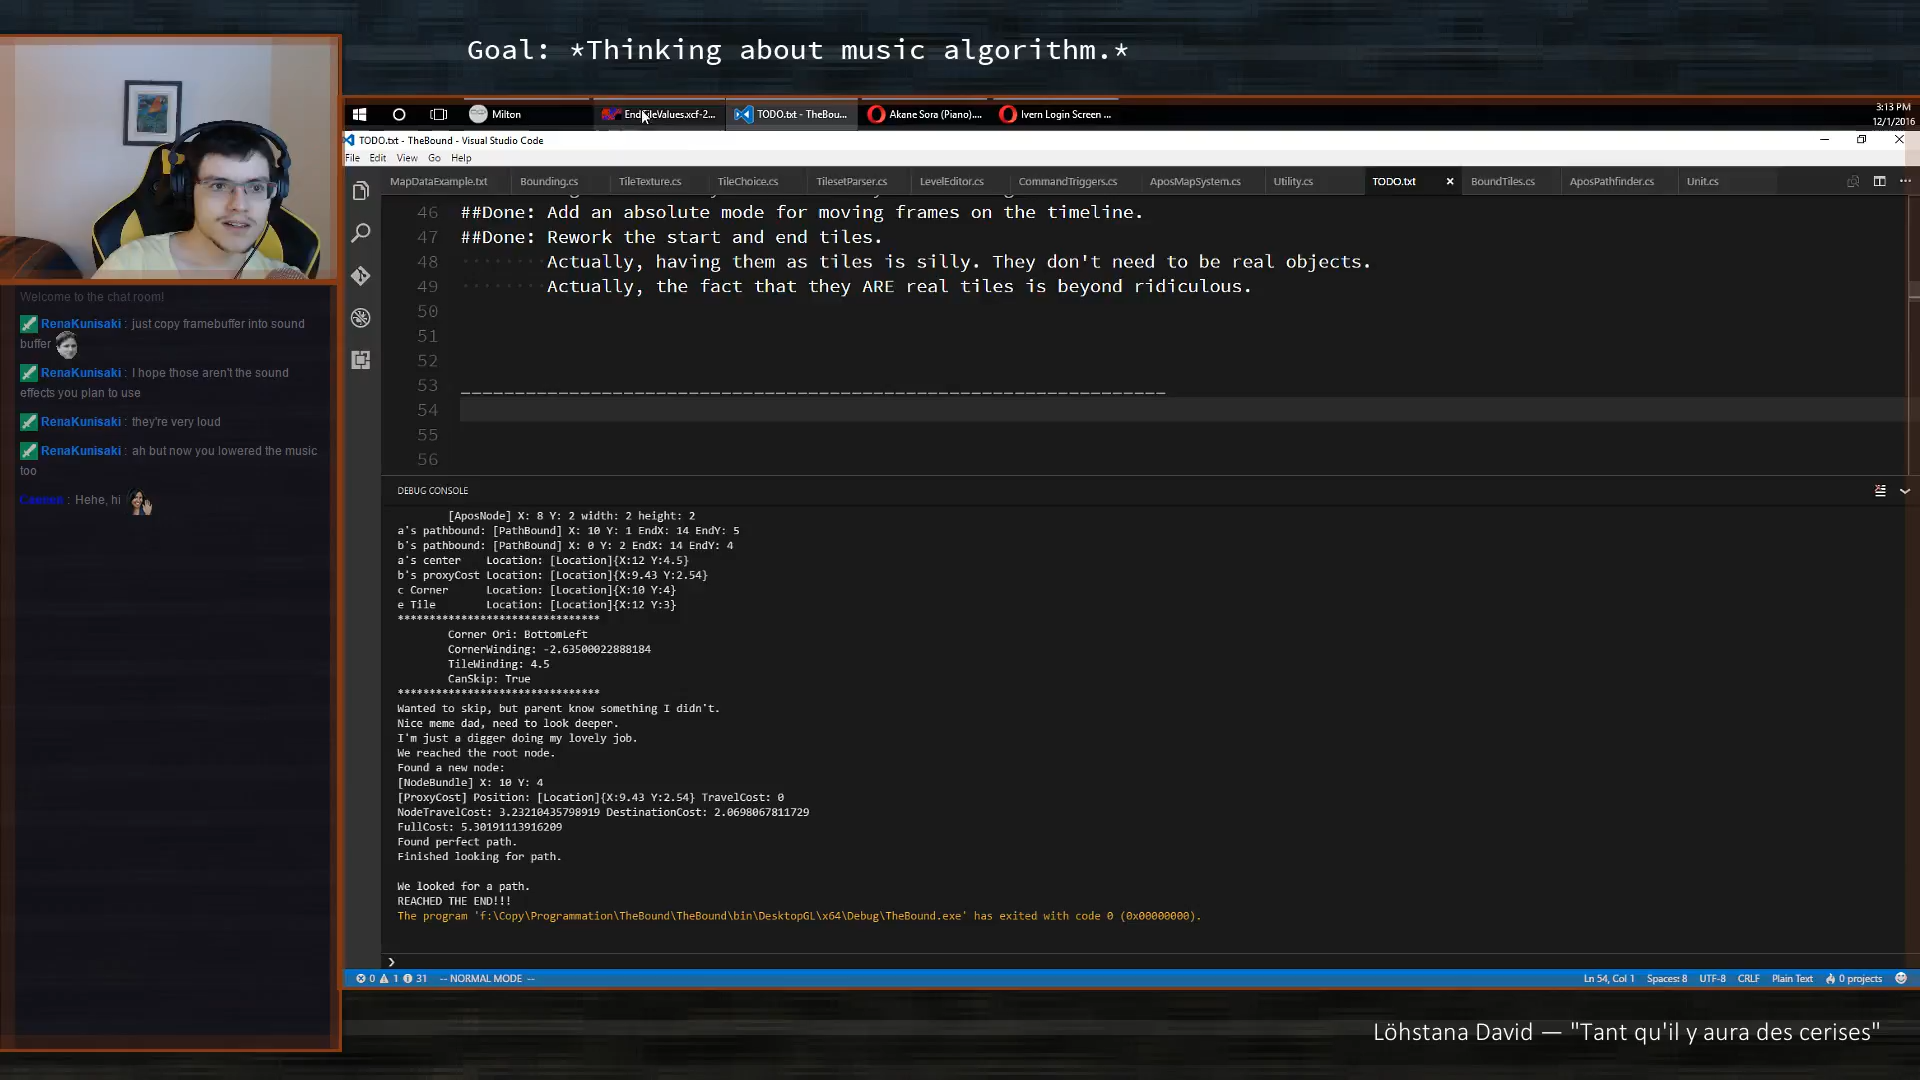 Goal: *Thinking about music algorithm.*
Milton
EndTileValues.xcf-2...
TODO.txt - TheBou...
Akane Sora (Piano)....
Ivern Login Screen ...
3:13 PM
12/1/2016
TODO.txt - TheBound - Visual Studio Code
File Edit View Go Help
MapDataExample.txt Bounding.cs TileTexture.cs TileChoice.cs TilesetParser.cs LevelEditor.cs CommandTriggers.cs AposMapSystem.cs Utility.cs TODO.txt BoundTiles.cs AposPathfinder.cs Unit.cs
46 ##Done: Add an absolute mode for moving frames on the timeline.
47 ##Done: Rework the start and end tiles.
48 Actually, having them as tiles is silly. They don't need to be real objects.
49 Actually, the fact that they ARE real tiles is beyond ridiculous.
50
51
52
53 _________________________________________________________________
54
55
56
DEBUG CONSOLE
[AposNode] X: 8 Y: 2 width: 2 height: 2
a's pathbound: [PathBound] X: 10 Y: 1 EndX: 14 EndY: 5
b's pathbound: [PathBound] X: 0 Y: 2 EndX: 14 EndY: 4
a's center Location: [Location]{X:12 Y:4.5}
b's proxyCost Location: [Location]{X:9.43 Y:2.54}
c Corner Location: [Location]{X:10 Y:4}
e Tile Location: [Location]{X:12 Y:3}
********************************
Corner Ori: BottomLeft
CornerWinding: -2.63500022888184
TileWinding: 4.5
CanSkip: True
********************************
Wanted to skip, but parent know something I didn't.
Nice meme dad, need to look deeper.
I'm just a digger doing my lovely job.
We reached the root node.
Found a new node:
[NodeBundle] X: 10 Y: 4
[ProxyCost] Position: [Location]{X:9.43 Y:2.54} TravelCost: 0
NodeTravelCost: 3.23210435798919 DestinationCost: 2.0698067811729
FullCost: 5.30191113916209
Found perfect path.
Finished looking for path.
We looked for a path.
REACHED THE END!!!
The program 'f:\Copy\Programmation\TheBound\TheBound\bin\DesktopGL\x64\Debug\TheBound.exe' has exited with code 0 (0x00000000).
0 1 31 -- NORMAL MODE --
Ln 54, Col 1 Spaces: 8 UTF-8 CRLF Plain Text 0 projects
Welcome to the chat room!
RenaKunisaki : just copy framebuffer into sound
buffer
RenaKunisaki : I hope those aren't the sound
effects you plan to use
RenaKunisaki : they're very loud
RenaKunisaki : ah but now you lowered the music
too
: Hehe, hi
Löhstana David — "Tant qu'il y aura des cerises"